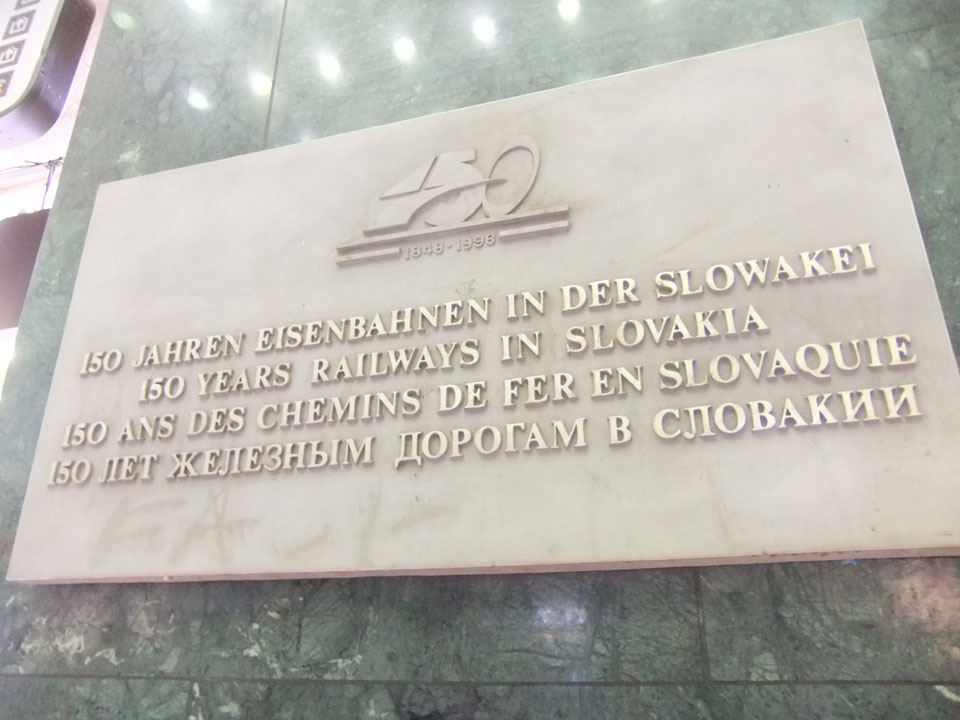 150
1848-1998
150 JAHREN EISENBAHNEN IN DER SLOWAKEI
150 YEARS RAILWAYS IN SLOVAKIA
150 ANS DES CHEMINS DE FER EN SLOVAQUIE
150 ЛЕТ ЖЕЛЕЗНЫМ ДОРОГАМ В СЛОВАКИИ